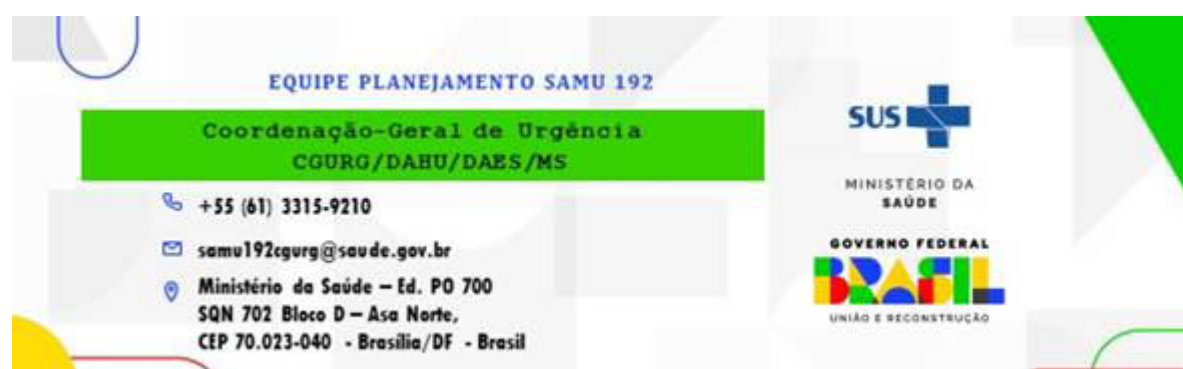 EQUIPE PLANEJAMENTO SAMU 192
Coordenação-Geral de Urgência
CGURG/DAHU/DAES/MS
+55 (61) 3315-9210
samu192cgurg@saude.gov.br
Ministério da Saúde – Ed. PO 700
SQN 702 Bloco D – Asa Norte,
CEP 70.023-040 - Brasília/DF - Brasil
SUS
MINISTÉRIO DA
SAÚDE
GOVERNO FEDERAL
BRASIL
UNIÃO E RECONSTRUÇÃO